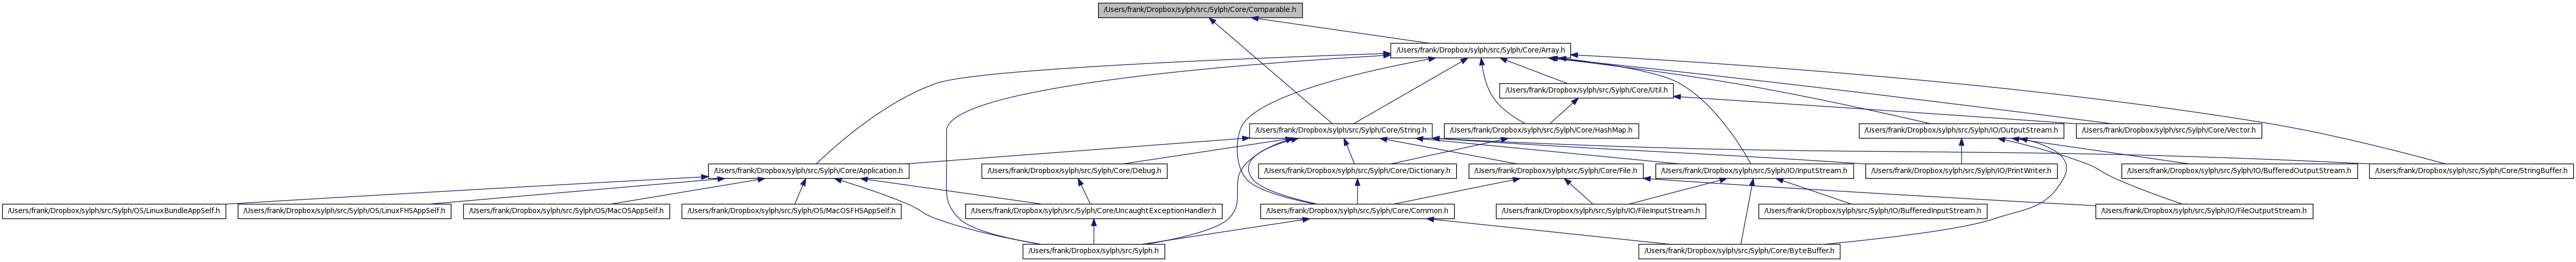 /Users/frank/Dropbox/sylph/src/Sylph/Core/Comparable.h
/Users/frank/Dropbox/sylph/src/Sylph/Core/Array.h
/Users/frank/Dropbox/sylph/src/Sylph/Core/Util.h
/Users/frank/Dropbox/sylph/src/Sylph/Core/String.h
/Users/frank/Dropbox/sylph/src/Sylph/Core/HashMap.h
/Users/frank/Dropbox/sylph/src/Sylph/IO/OutputStream.h
/Users/frank/Dropbox/sylph/src/Sylph/Core/Vector.h
/Users/frank/Dropbox/sylph/src/Sylph/Core/Application.h
/Users/frank/Dropbox/sylph/src/Sylph/Core/Debug.h
/Users/frank/Dropbox/sylph/src/Sylph/Core/Dictionary.h
/Users/frank/Dropbox/sylph/src/Sylph/Core/File.h
/Users/frank/Dropbox/sylph/src/Sylph/IO/InputStream.h
/Users/frank/Dropbox/sylph/src/Sylph/IO/PrintWriter.h
/Users/frank/Dropbox/sylph/src/Sylph/IO/BufferedOutputStream.h
/Users/frank/Dropbox/sylph/src/Sylph/Core/StringBuffer.h
/Users/frank/Dropbox/sylph/src/Sylph/OS/LinuxBundleAppSelf.h
/Users/frank/Dropbox/sylph/src/Sylph/OS/LinuxFHSAppSelf.h
/Users/frank/Dropbox/sylph/src/Sylph/OS/MacOSAppSelf.h
/Users/frank/Dropbox/sylph/src/Sylph/OS/MacOSFHSAppSelf.h
/Users/frank/Dropbox/sylph/src/Sylph/Core/UncaughtExceptionHandler.h
/Users/frank/Dropbox/sylph/src/Sylph/Core/Common.h
/Users/frank/Dropbox/sylph/src/Sylph/IO/FileInputStream.h
/Users/frank/Dropbox/sylph/src/Sylph/IO/BufferedInputStream.h
/Users/frank/Dropbox/sylph/src/Sylph/IO/FileOutputStream.h
/Users/frank/Dropbox/sylph/src/Sylph.h
/Users/frank/Dropbox/sylph/src/Sylph/Core/ByteBuffer.h